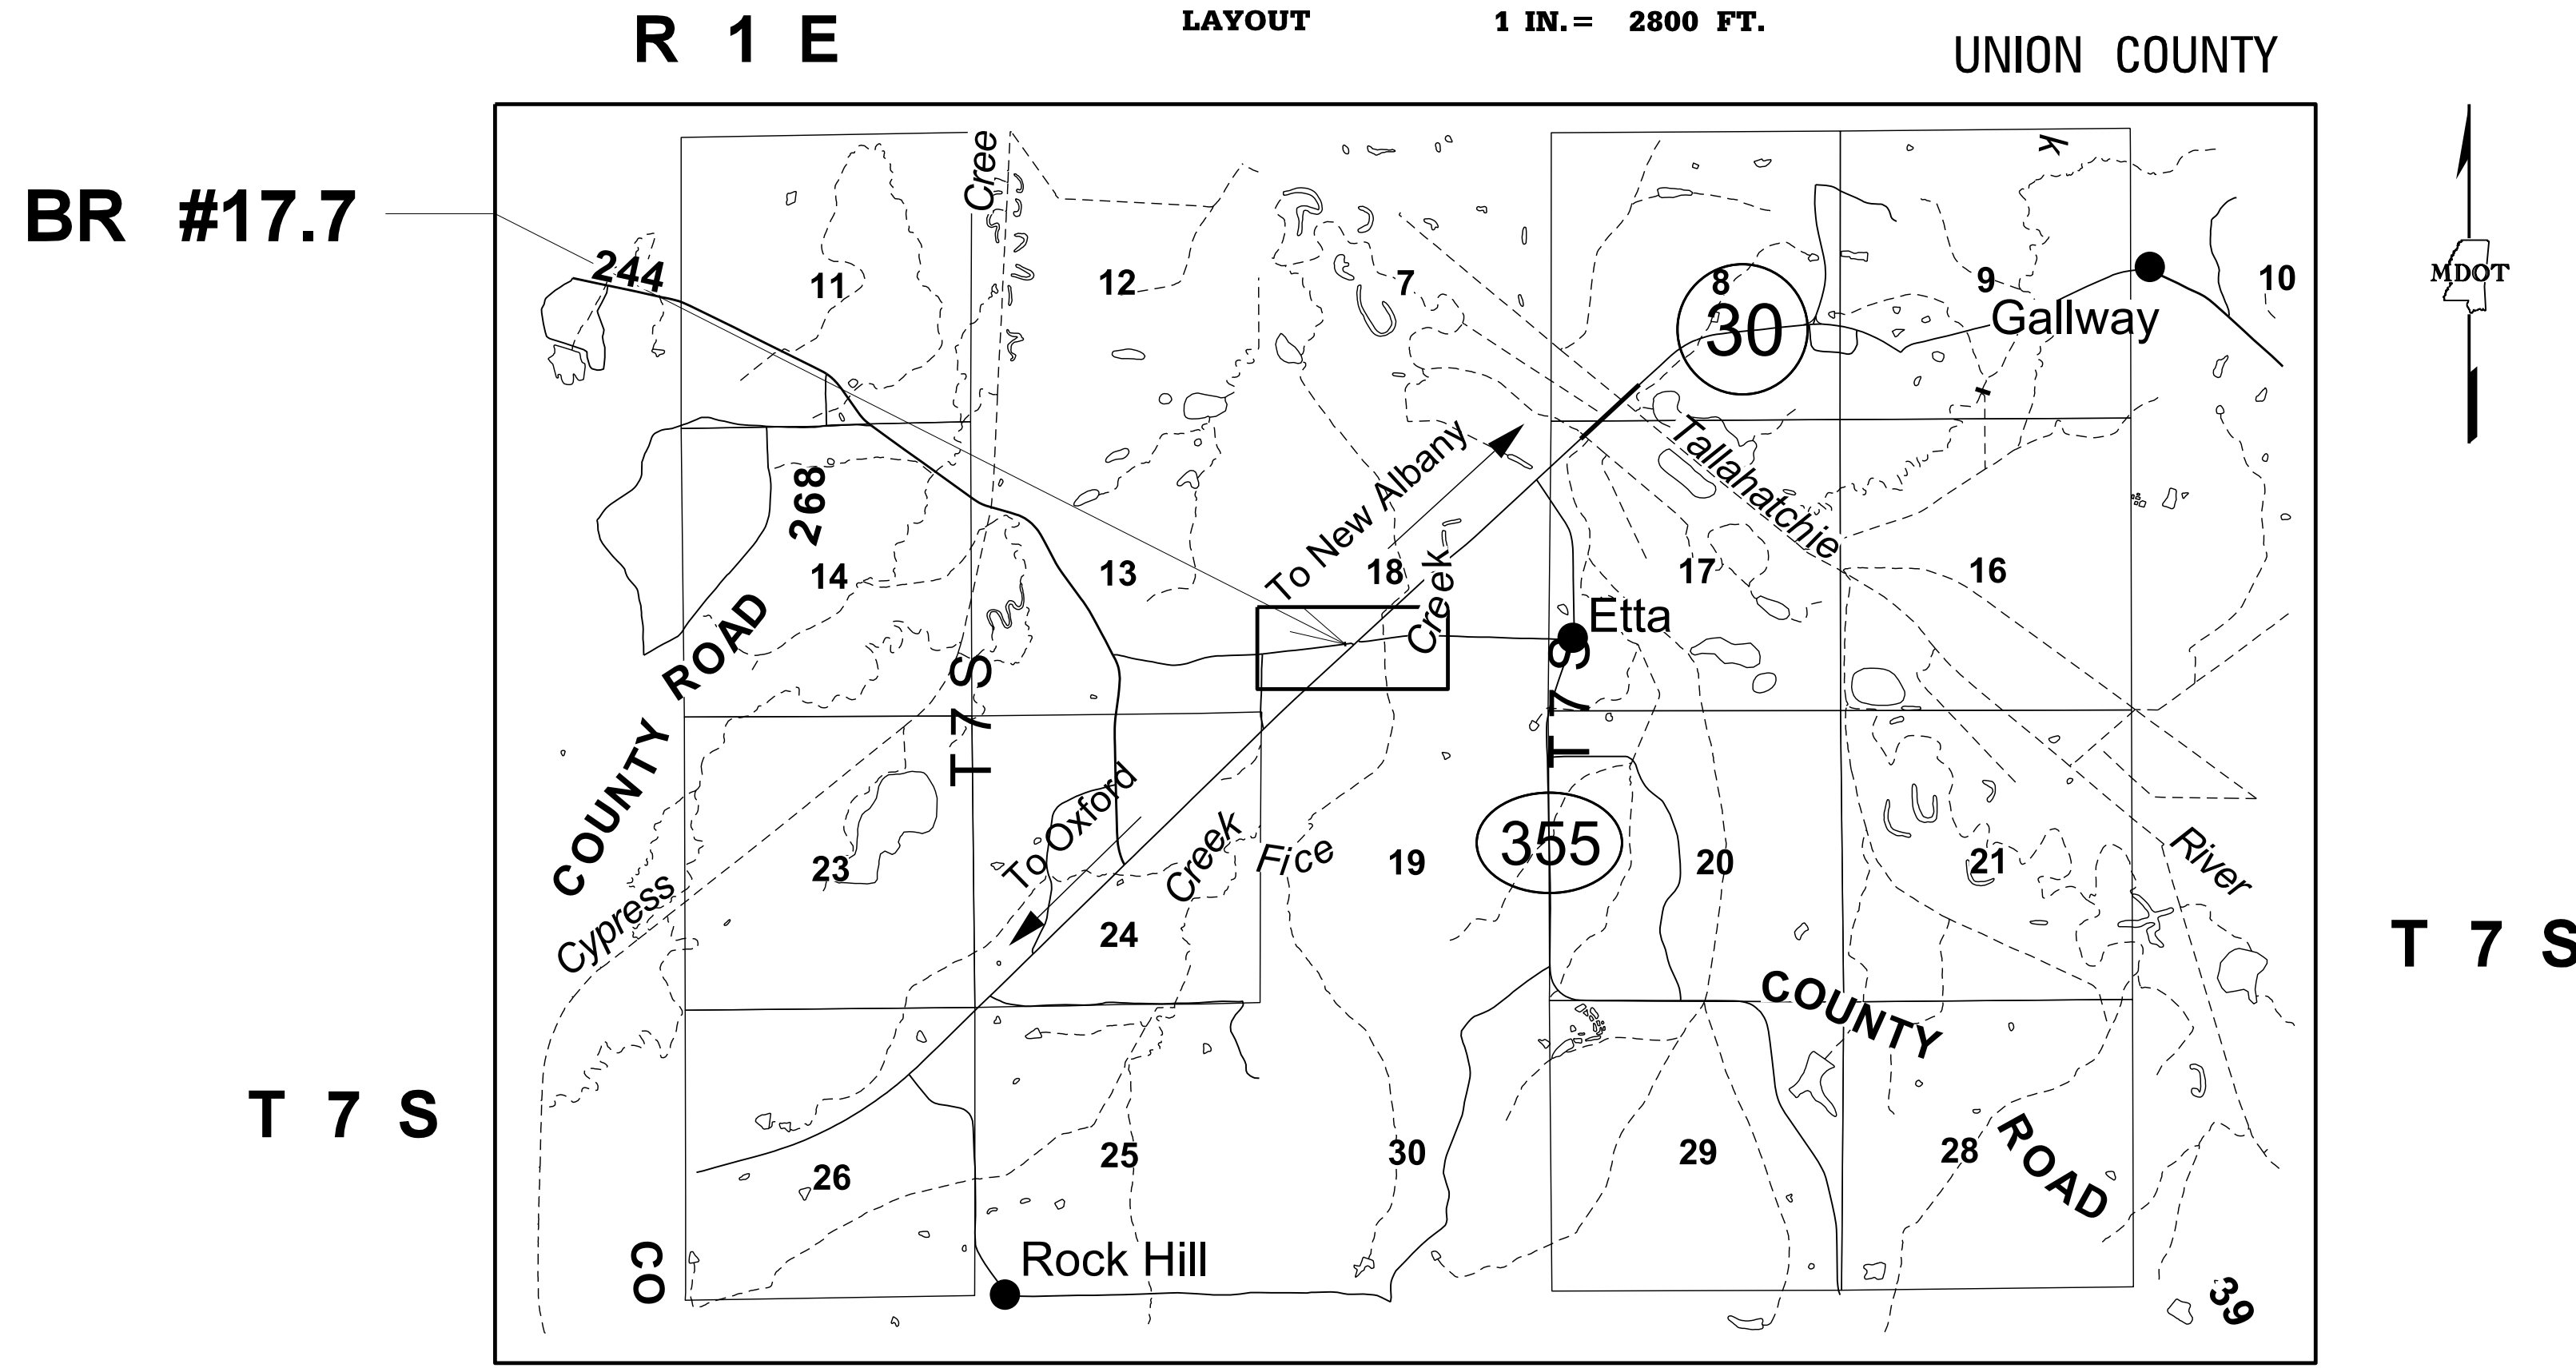 LAYOUT 1 IN.= 2800 FT.
R 1 E
UNION COUNTY
BR #17.7
Cree
k
244
11
12
7
8
9
10
MDOT
30
Gallway
To New Albany
Tallahatchie
268
14
13
18
Creek
17
16
Etta
COUNTY ROAD
T 7 S
T 7 S
To Oxford
Creek
Fice
355
23
19
20
21
River
Cypress
24
T 7 S
COUNTY ROAD
T 7 S
26
25
30
29
28
CO
Rock Hill
39